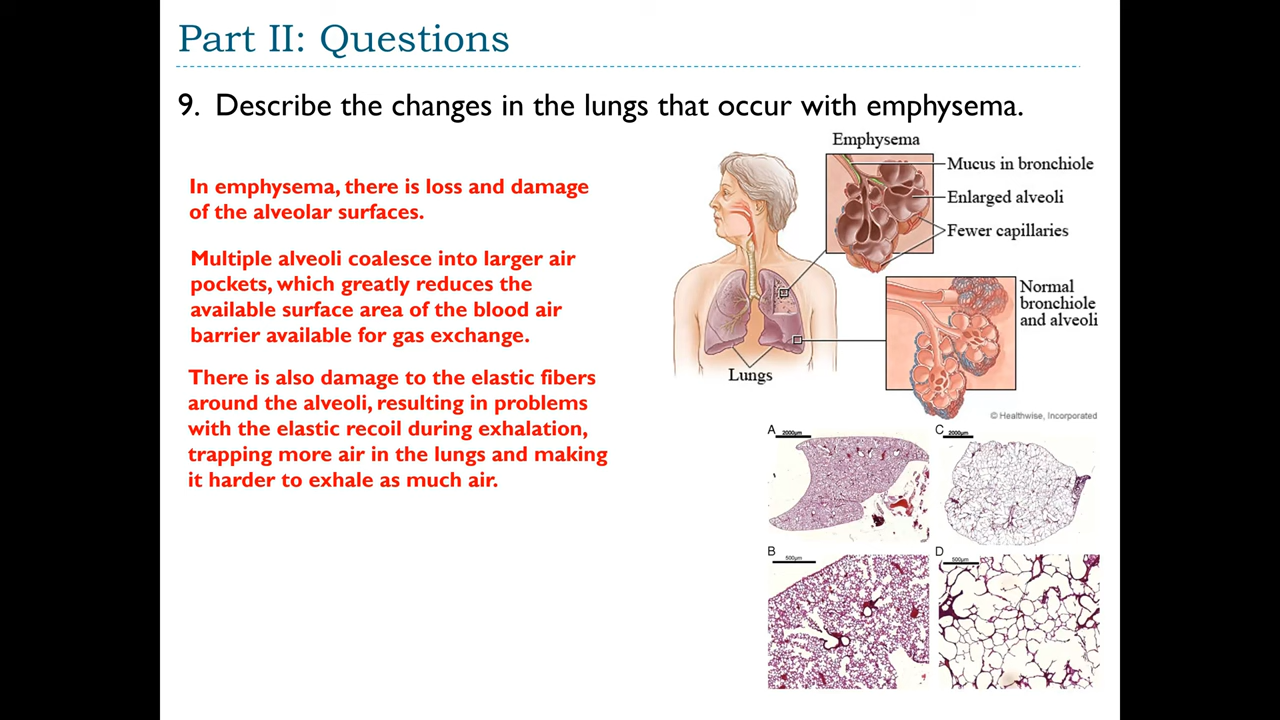 Part II: Questions
9. Describe the changes in the lungs that occur with emphysema.
In emphysema, there is loss and damage
of the alveolar surfaces.
Multiple alveoli coalesce into larger air
pockets, which greatly reduces the
available surface area of the blood air
barrier available for gas exchange.
There is also damage to the elastic fibers
around the alveoli, resulting in problems
with the elastic recoil during exhalation,
trapping more air in the lungs and making
it harder to exhale as much air.
Emphysema
Mucus in bronchiole
Enlarged alveoli
Fewer capillaries
Normal
bronchiole
and alveoli
Lungs
© Healthwise, Incorporated
A
2000µm
C
2000µm
B
500µm
D
500µm